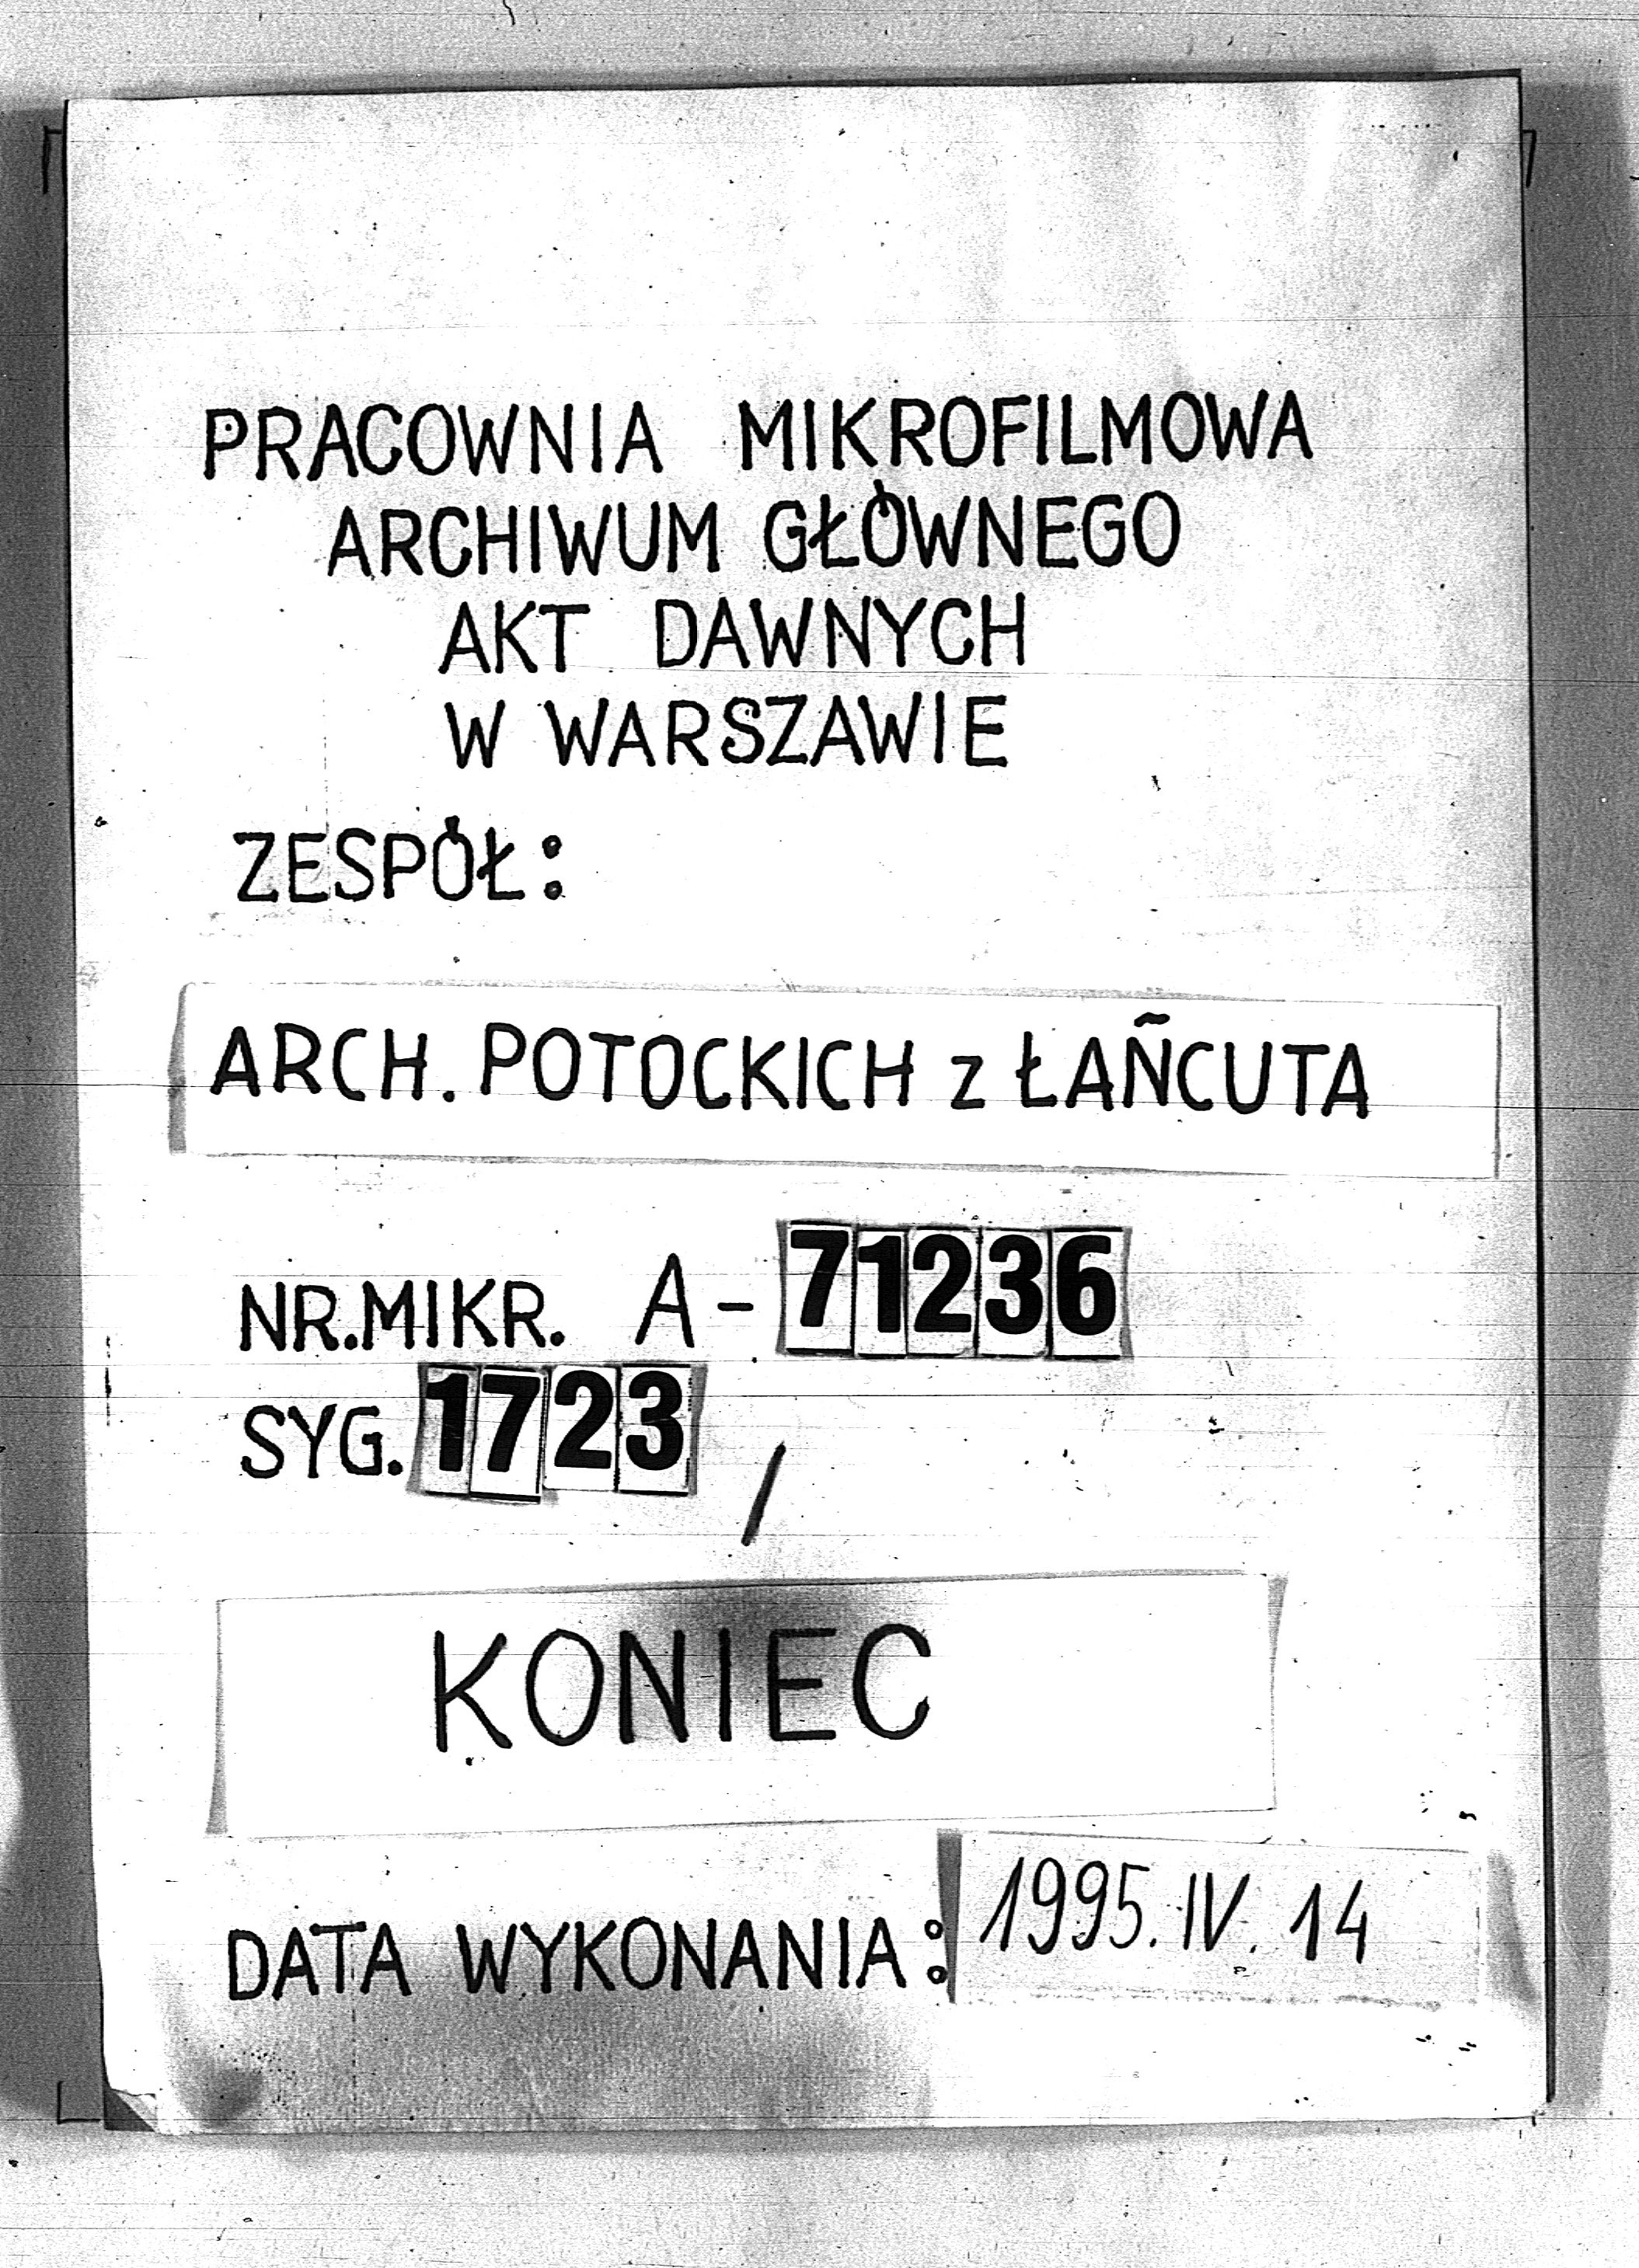 PRACOWNIA MIKROFILMOWA
ARCHIWUM GŁÓWNEGO
AKT DAWNYCH
W WARSZAWIE
ZESPÓŁ:
ARCH. POTOCKICH z ŁAŃCUTA
NR.MIKR. A-71236
SYG. 1723 /
KONIEC
DATA WYKONANIA: 1995.IV.14